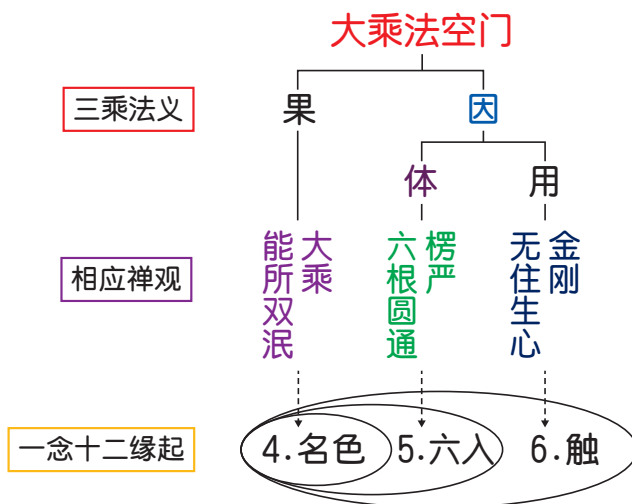 大乘法空门
三乘法义
果
因
体
用
相应禅观
大乘
能所双泯
楞严
六根圆通
金刚
无住生心
一念十二缘起
4.名色
5.六入
6.触